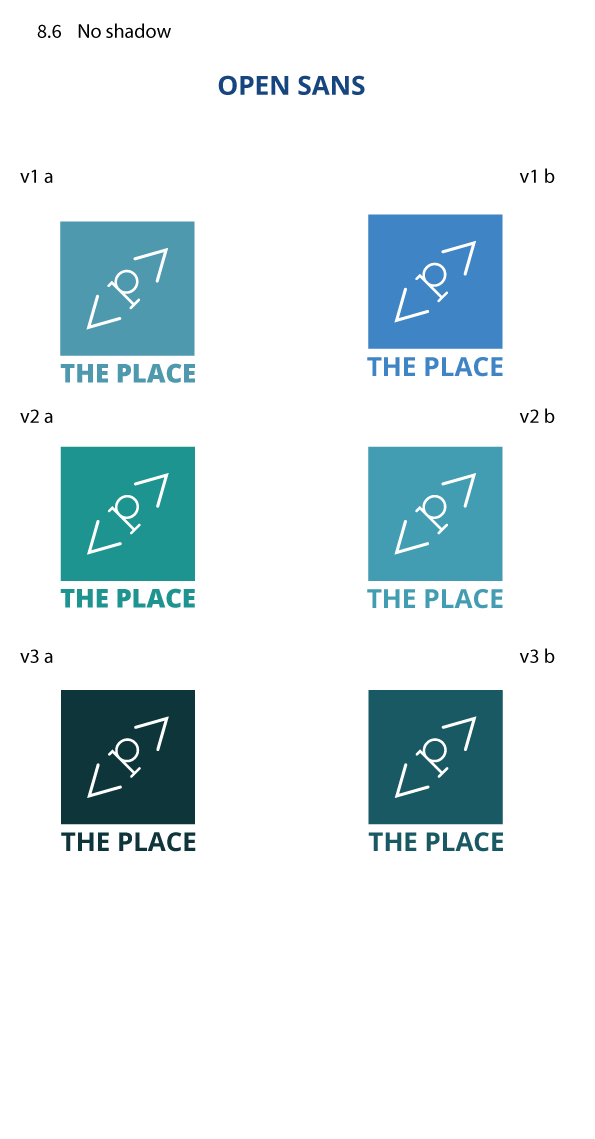 8.6 No shadow
OPEN SANS
v1 a
v1 b
p
p
THE PLACE
THE PLACE
v2 a
v2 b
p
p
THE PLACE
THE PLACE
v3 a
v3 b
p
p
THE PLACE
THE PLACE